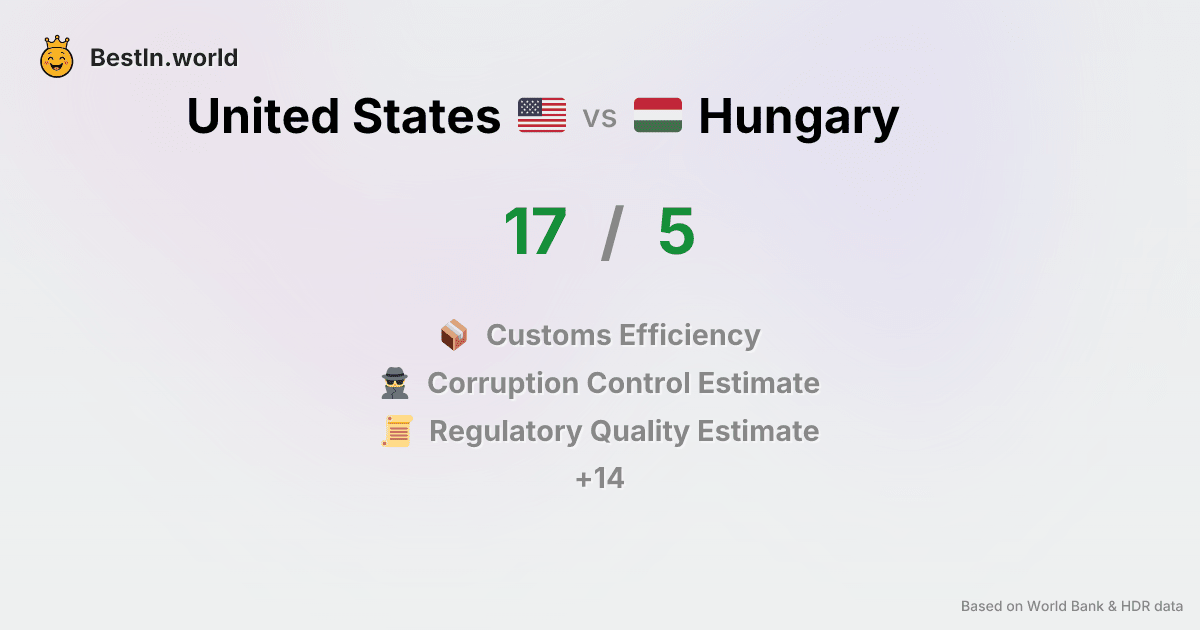 BestIn.world
United States vs Hungary
17 / 5
Customs Efficiency
Corruption Control Estimate
Regulatory Quality Estimate
+14
Based on World Bank & HDR data